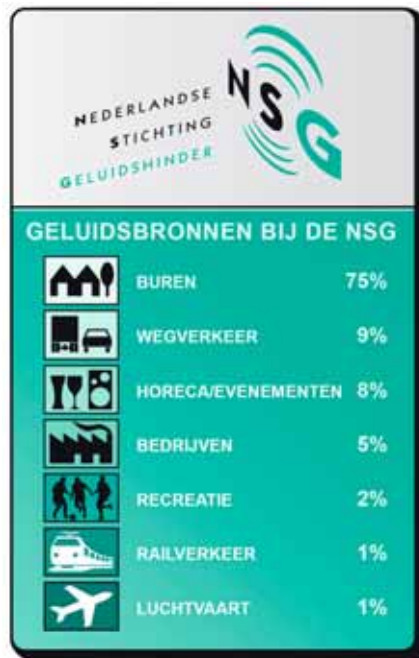 NEDERLANDSE
STICHTING
GELUIDSHINDER
NSG
GELUIDSBRONNEN BIJ DE NSG
BUREN 75%
WEGVERKEER 9%
HORECA/EVENEMENTEN 8%
BEDRIJVEN 5%
RECREATIE 2%
RAILVERKEER 1%
LUCHTVAART 1%